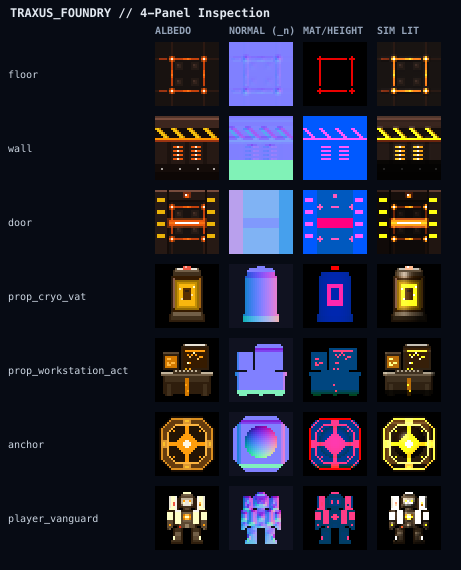 TRAXUS_FOUNDRY // 4-Panel Inspection
ALBEDO NORMAL (_n) MAT/HEIGHT SIM LIT
floor
wall
door
prop_cryo_vat
prop_workstation_act
anchor
player_vanguard